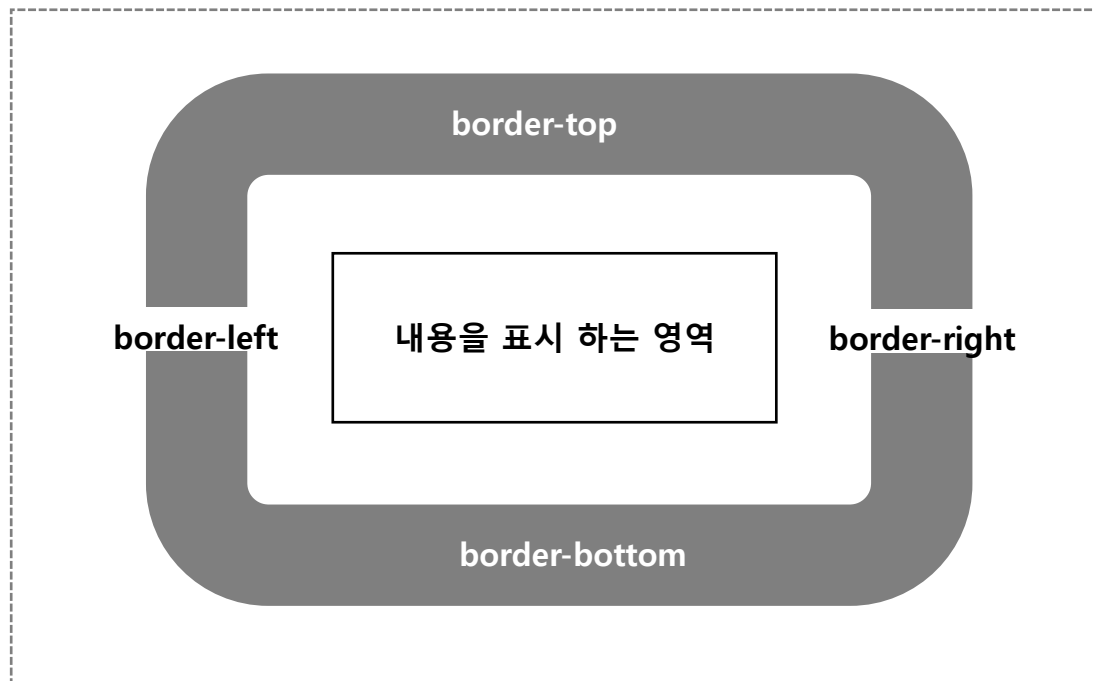 border-top
border-left
내용을 표시 하는 영역
border-right
border-bottom